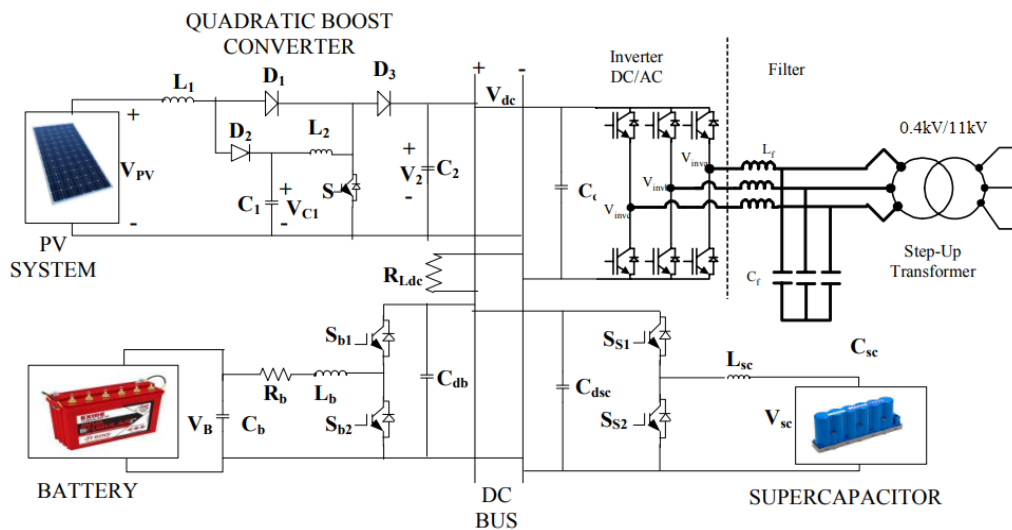 QUADRATIC BOOST
CONVERTER
L1
D1
D3
D2
L2
+
VPV
-
C1
+
VC1
-
S
+
V2
-
C2
PV
SYSTEM
+
-
Vdc
Inverter
DC/AC
Filter
0.4kV/11kV
Lf
Vinva
Vinvb
Vinvc
Cf
Step-Up
Transformer
RLdc
Sb1
Sb2
Rb
Lb
VB
Cb
Cdb
BATTERY
EXIDE
DC
BUS
SS1
SS2
Cdsc
Lsc
Csc
Vsc
SUPERCAPACITOR